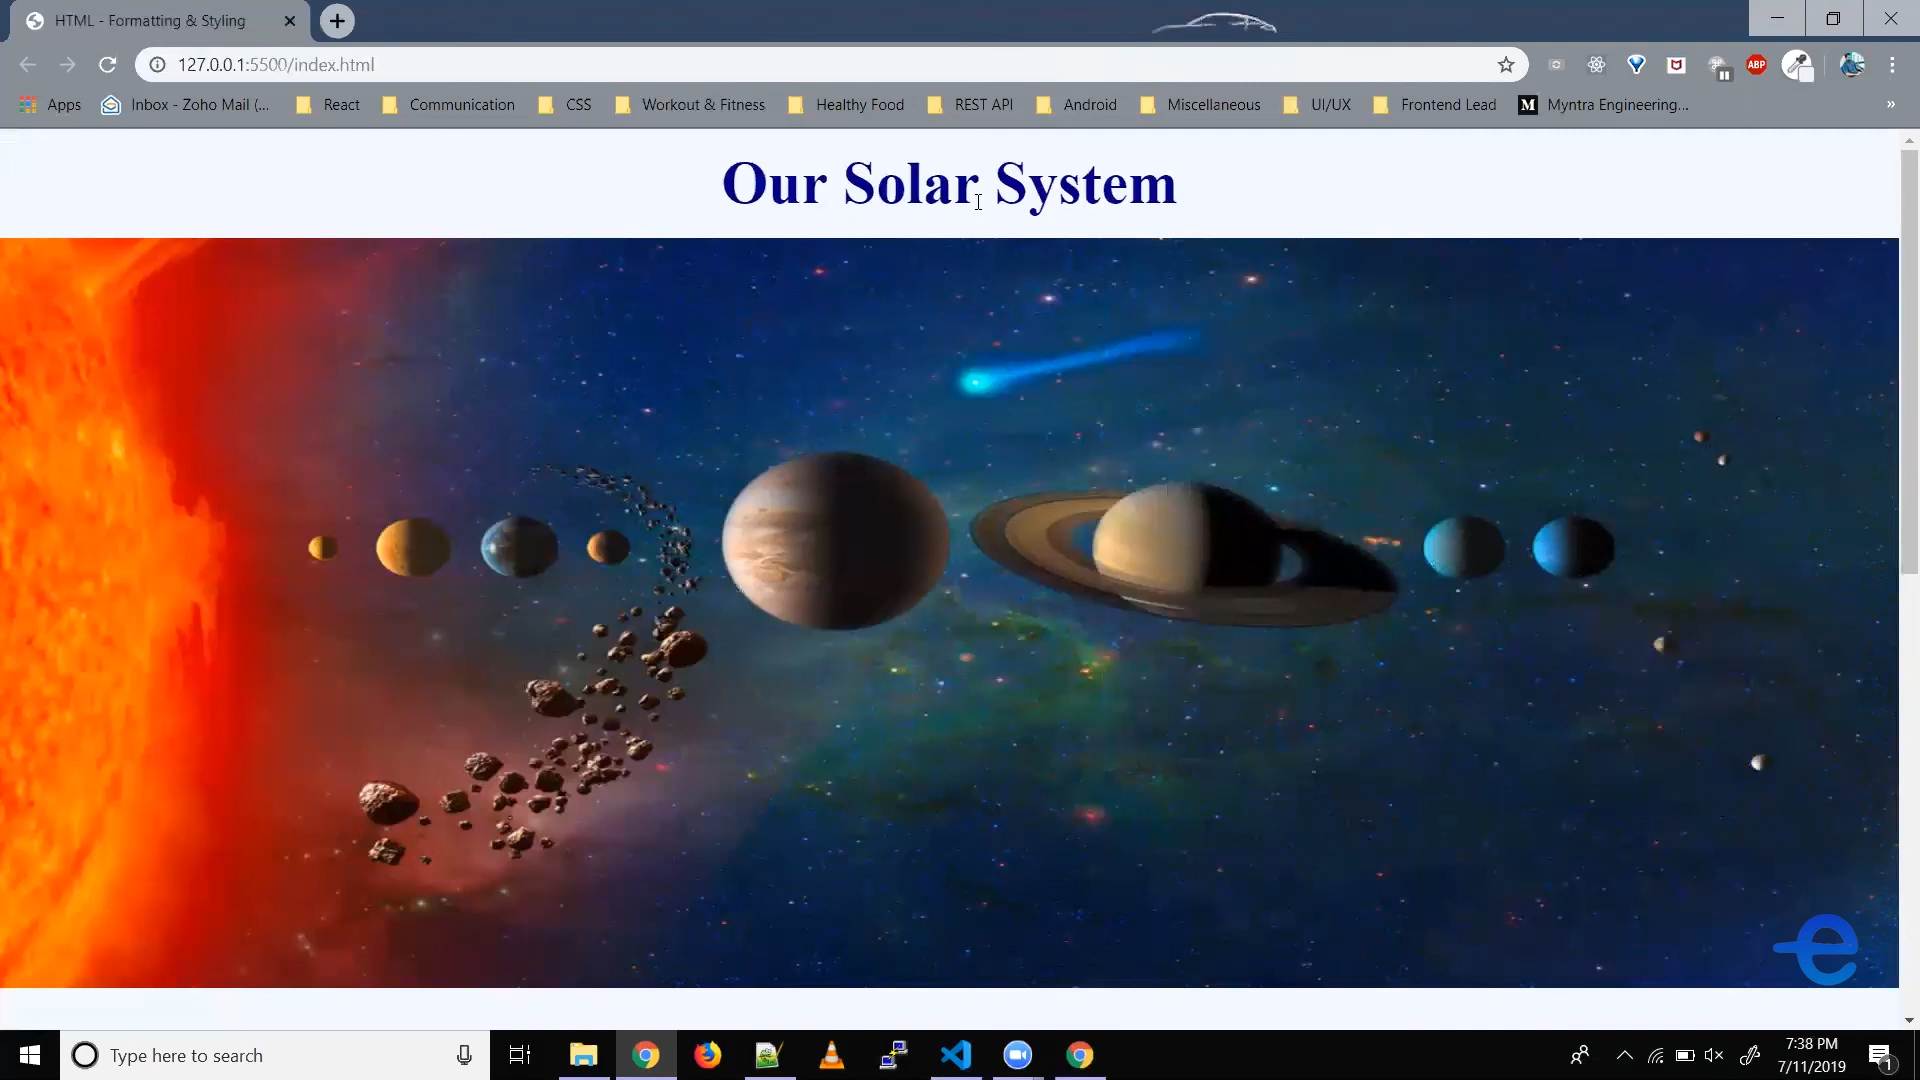 HTML - Formatting & Styling
127.0.0.1:5500/index.html
ABP
Apps
Inbox - Zoho Mail (...
React
Communication
CSS
Workout & Fitness
Healthy Food
REST API
Android
Miscellaneous
UI/UX
Frontend Lead
M Myntra Engineering...
»
Our Solar System
e
Type here to search
7:38 PM
7/11/2019
1